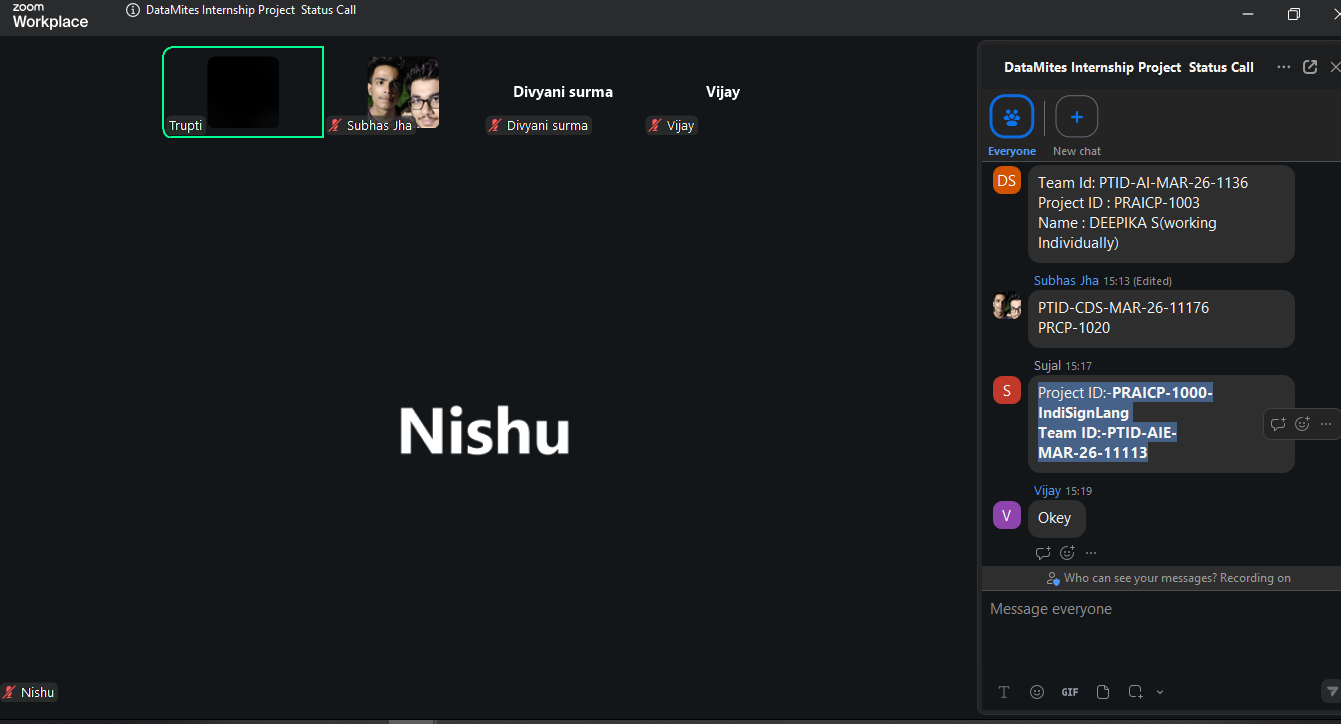 zoom
Workplace
DataMites Internship Project  Status Call
Trupti
Subhas Jha
Divyani surma
Divyani surma
Vijay
Vijay
Nishu
Nishu
DataMites Internship Project  Status Call
Everyone
New chat
DS
Team Id: PTID-AI-MAR-26-1136
Project ID : PRAICP-1003
Name : DEEPIKA S(working
Individually)
Subhas Jha 15:13 (Edited)
PTID-CDS-MAR-26-11176
PRCP-1020
Sujal 15:17
S
Project ID:-PRAICP-1000-
IndiSignLang
Team ID:-PTID-AIE-
MAR-26-11113
Vijay 15:19
V
Okey
Who can see your messages? Recording on
Message everyone
T
GIF